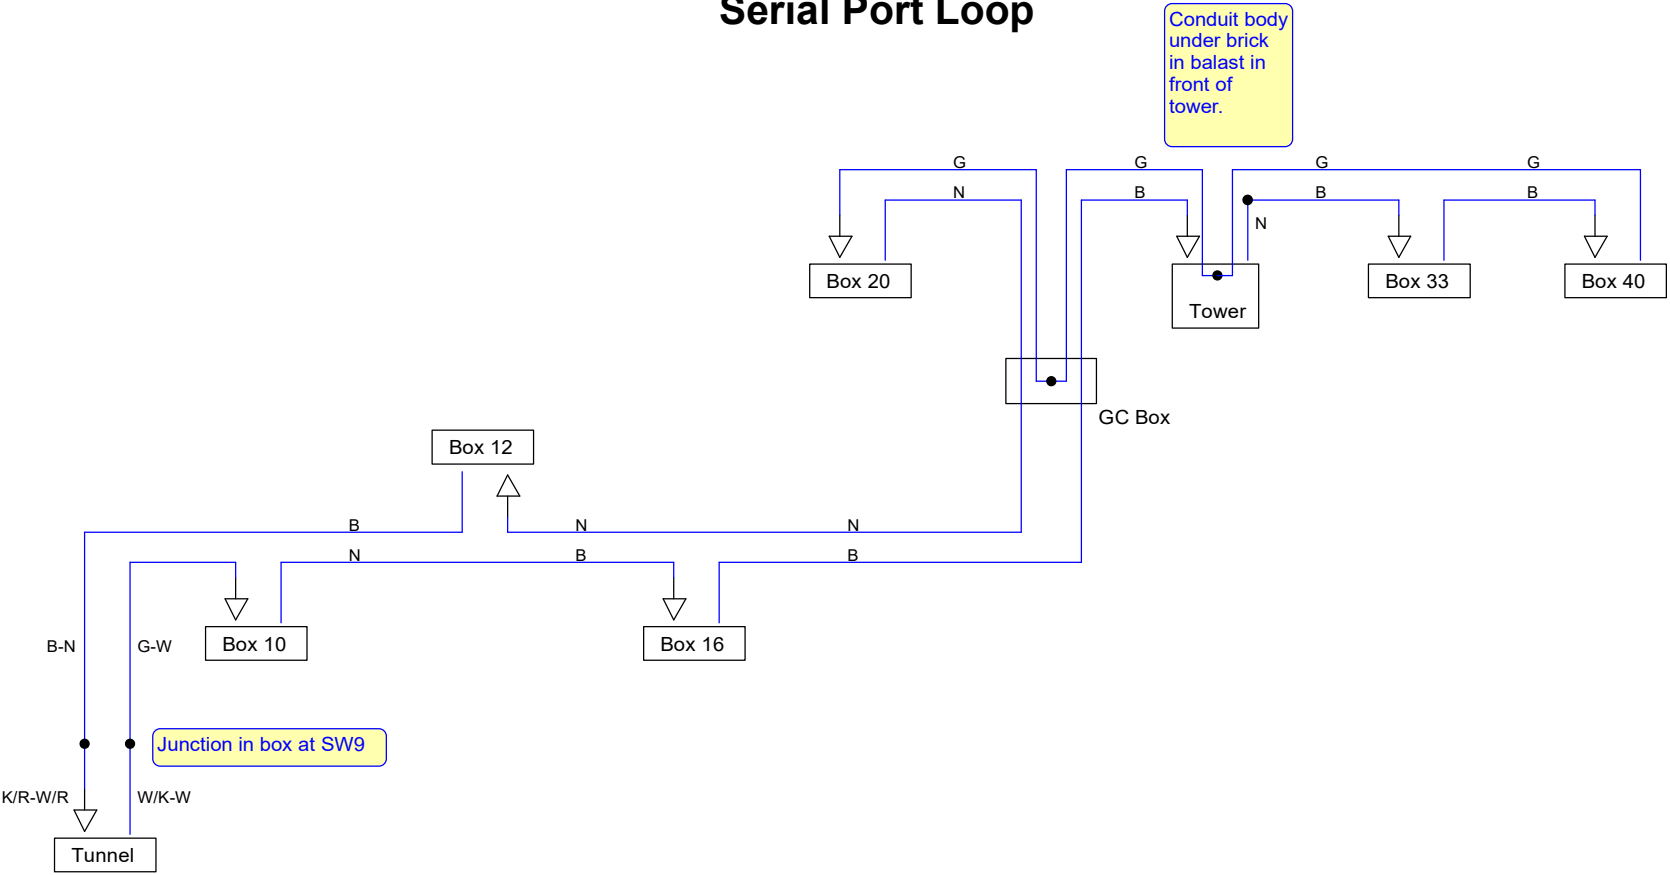 Serial Port Loop
Conduit body
under brick
in balast in
front of
tower.
G
G
G
G
N
B
B
B
N
Box 20
Tower
Box 33
Box 40
GC Box
Box 12
B
N
N
N
B
B
B-N
G-W
Box 10
Box 16
Junction in box at SW9
K/R-W/R
W/K-W
Tunnel